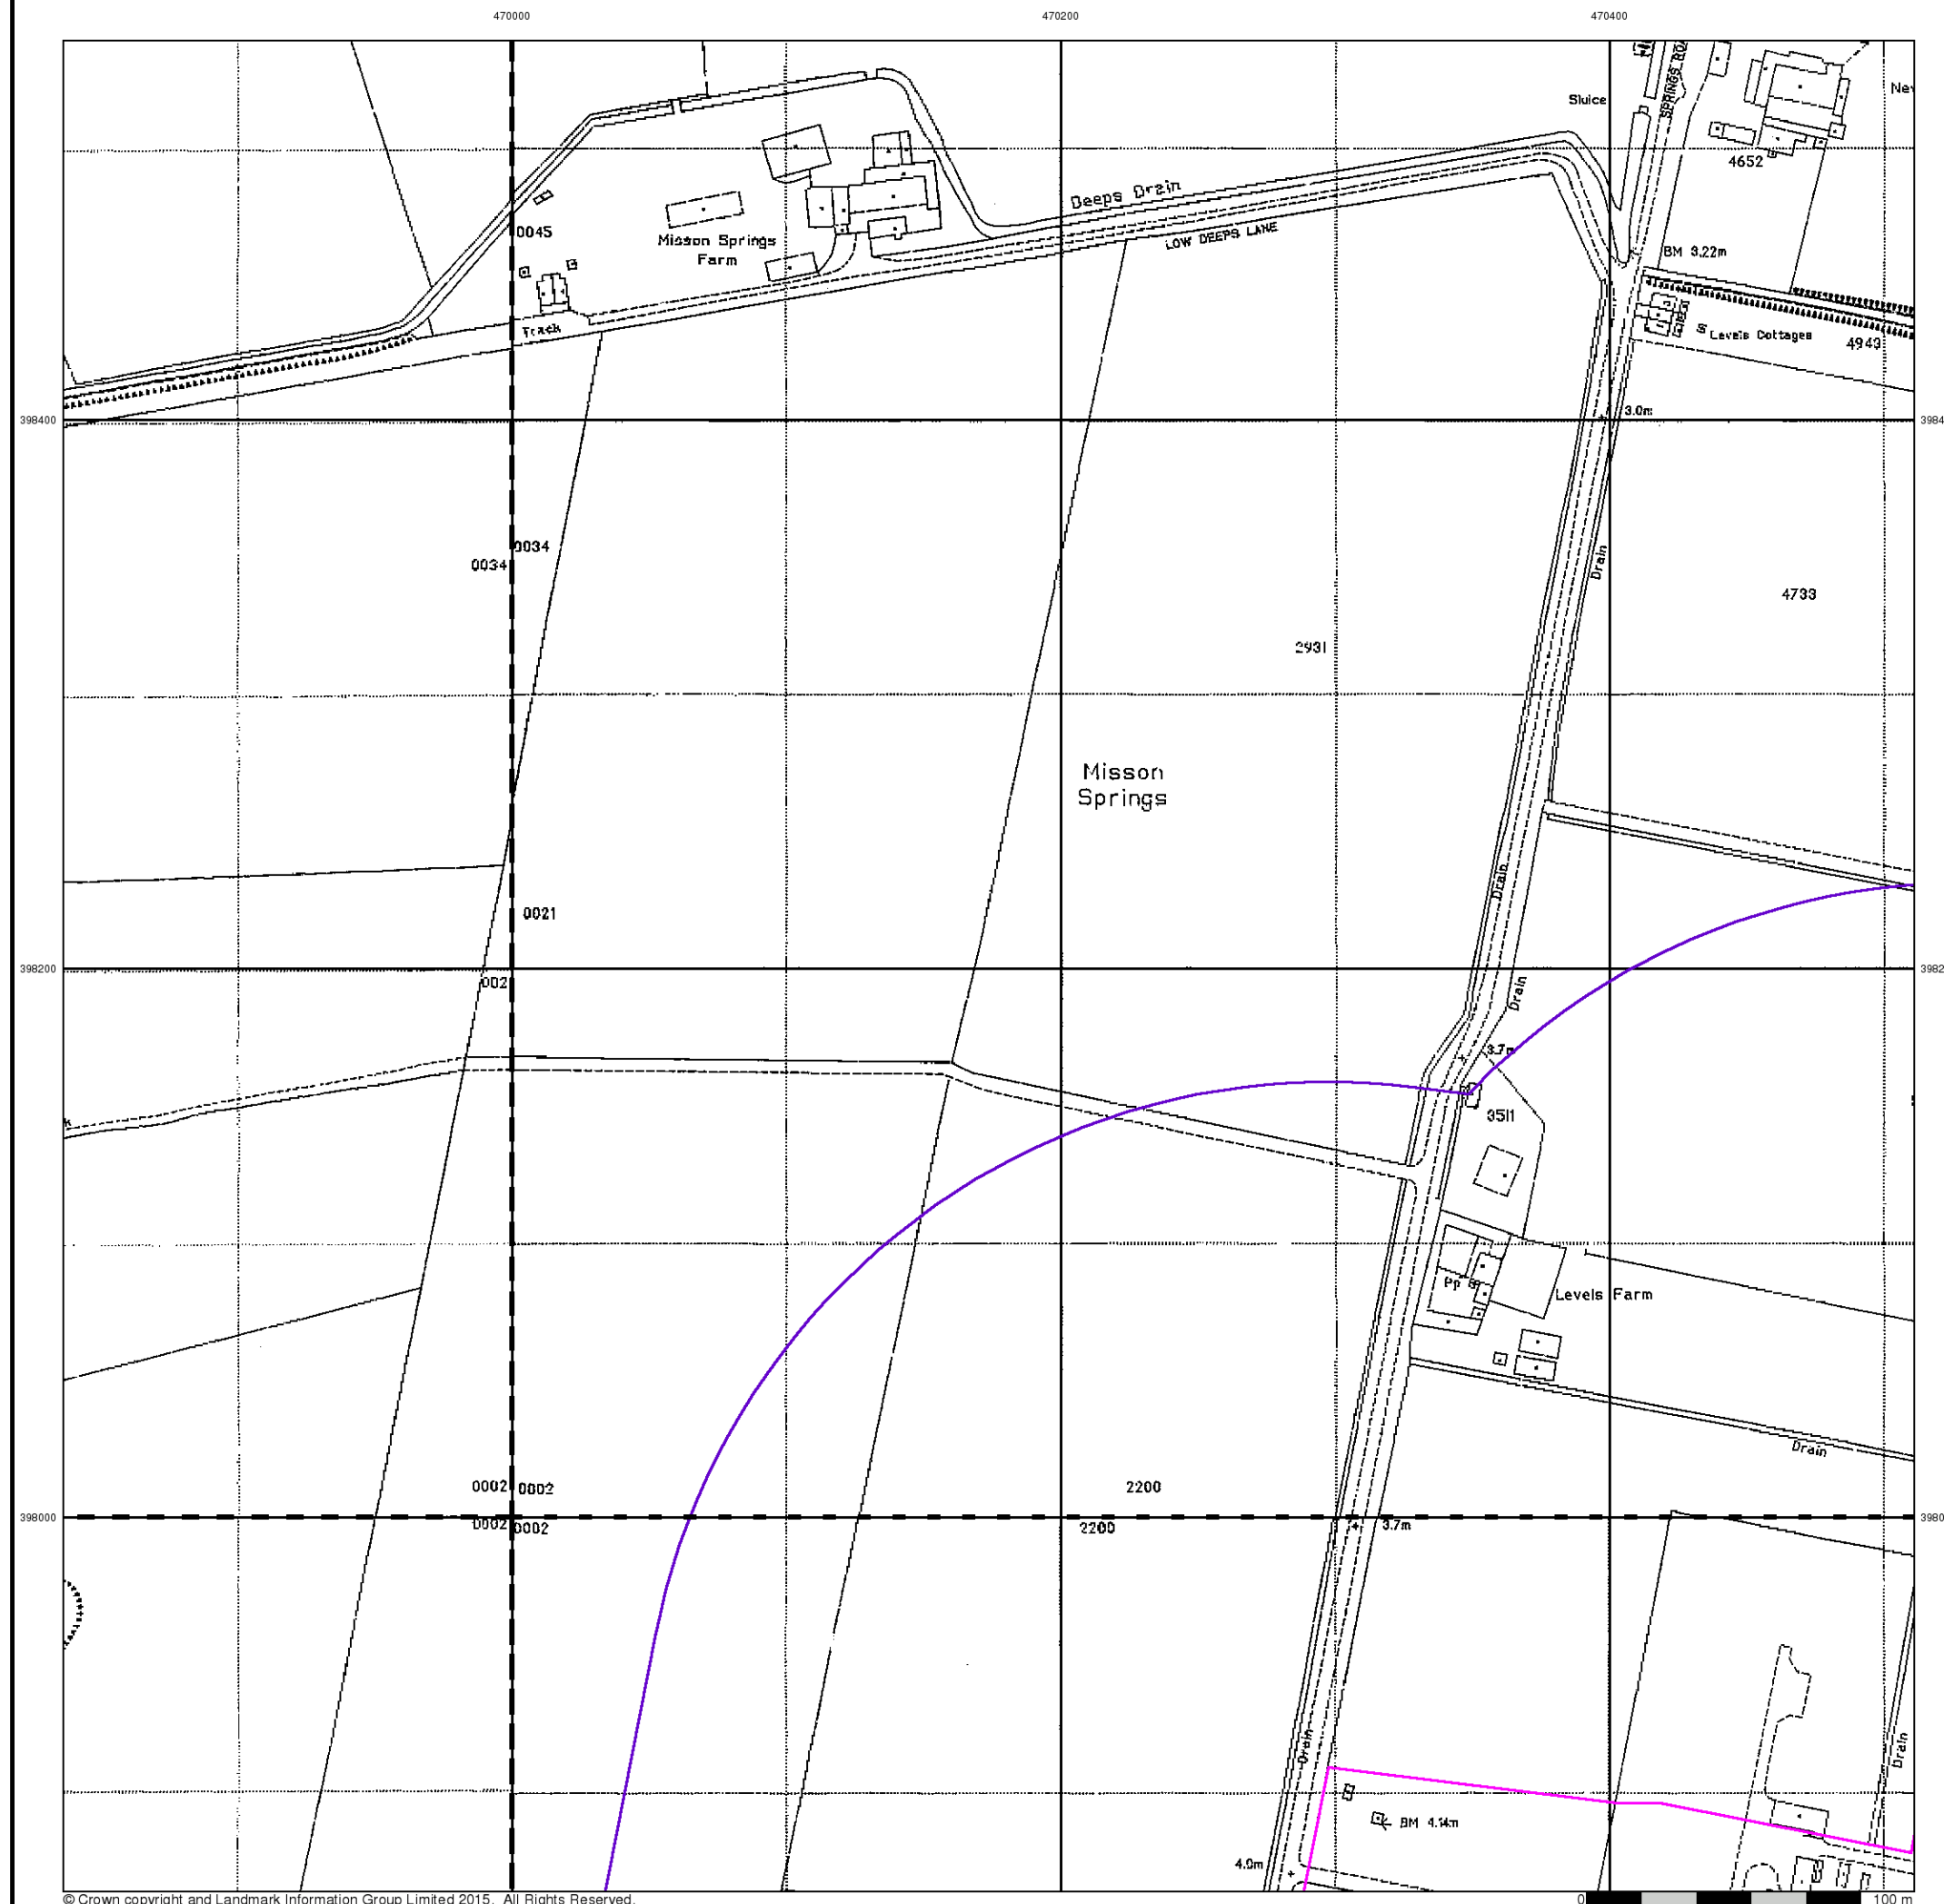 470000
470200
470400
SPRINGS
Sluice
4652
Deeps Drain
LOW DEEPS LANE
0045
Misson Springs
Farm
BM 3.22m
Track
Levels Cottages
4943
398400
3.0m
3984
0034
0034
Drain
4733
2931
Misson
Springs
Drain
0021
398200
002
3982
Drain
3.7m
3511
Pp
Levels Farm
Drain
0002
0002
2200
398000
0002
0002
2200
3.7m
3980
Drain
Drain
BM 4.14m
4.0m
© Crown copyright and Landmark Information Group Limited 2015. All Rights Reserved.
0
100 m